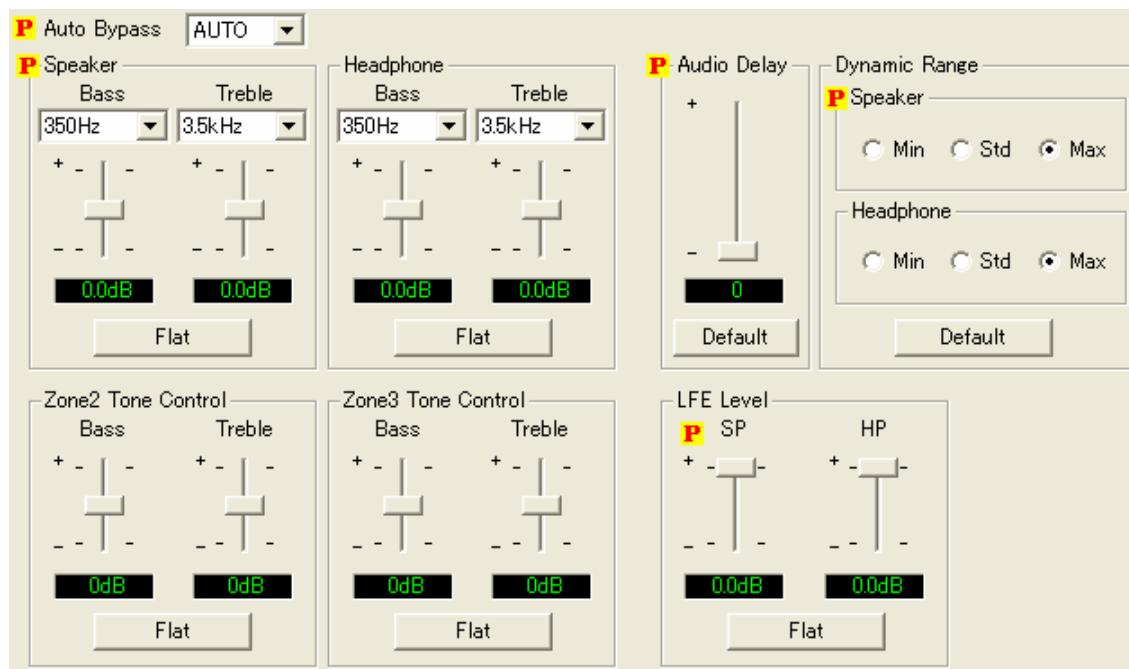 P Auto Bypass AUTO
P Speaker Headphone P Audio Delay Dynamic Range
Bass Treble Bass Treble + P Speaker
350Hz 3.5kHz 350Hz 3.5kHz
Min Std Max
+ - - + - - + - - + - -
Headphone
- - - - - - - - - - - - - Min Std Max
0.0dB 0.0dB 0.0dB 0.0dB 0
Flat Flat Default Default
Zone2 Tone Control Zone3 Tone Control LFE Level
Bass Treble Bass Treble P SP HP
+ - - + - - + - - + - - + - - + - -
- - - - - - - - - - - - - - - - - -
0dB 0dB 0dB 0dB 0.0dB 0.0dB
Flat Flat Flat